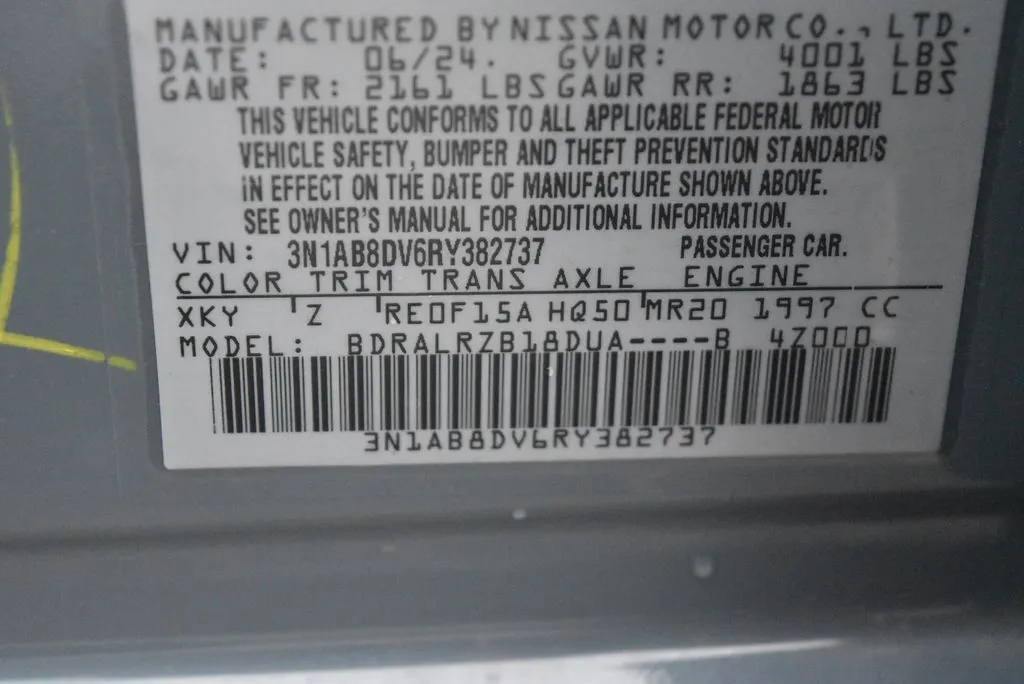 MANUFACTURED BY NISSAN MOTOR CO., LTD.
DATE: 06/24. GVWR: 4001 LBS
GAWR FR: 2161 LBS GAWR RR: 1863 LBS
THIS VEHICLE CONFORMS TO ALL APPLICABLE FEDERAL MOTOR
VEHICLE SAFETY, BUMPER AND THEFT PREVENTION STANDARDS
IN EFFECT ON THE DATE OF MANUFACTURE SHOWN ABOVE.
SEE OWNER'S MANUAL FOR ADDITIONAL INFORMATION.
VIN: 3N1AB8DV6RY382737 PASSENGER CAR.
COLOR TRIM TRANS AXLE ENGINE
XKY Z RE0F15A HQ50 MR20 1997 CC
MODEL: BDRALRZB18DUA----B 4Z000
3N1AB8DV6RY382737